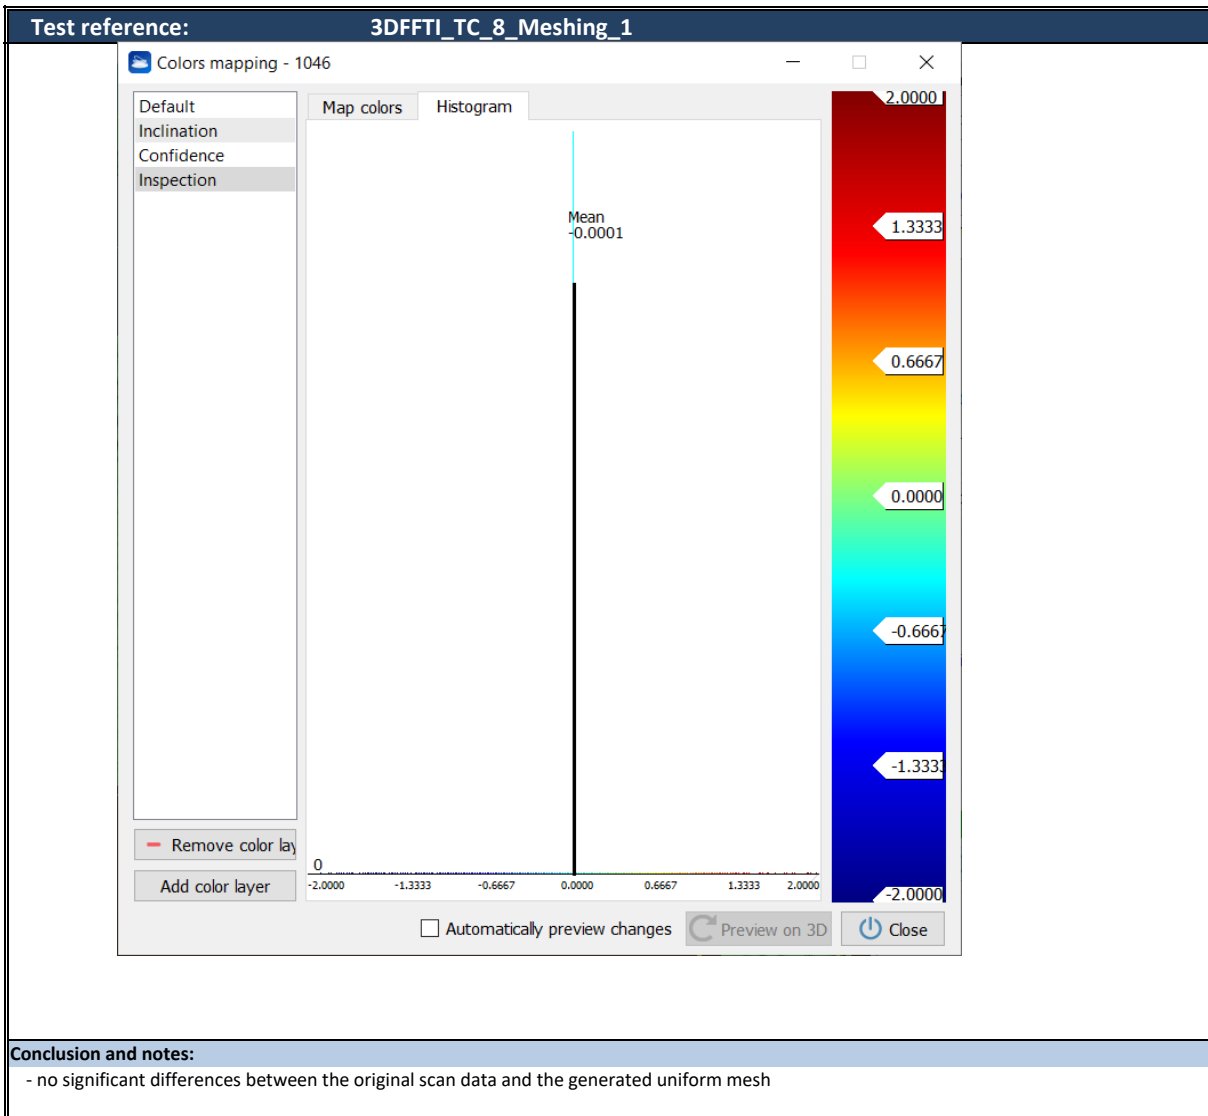 Test reference: 3DFFTI_TC_8_Meshing_1
Colors mapping - 1046
Default
Inclination
Confidence
Inspection
Map colors Histogram
Mean
-0.0001
0
-2.0000 -1.3333 -0.6667 0.0000 0.6667 1.3333 2.0000
2.0000
1.3333
0.6667
0.0000
-0.6667
-1.3333
-2.0000
Remove color lay
Add color layer
Automatically preview changes Preview on 3D Close
Conclusion and notes:
- no significant differences between the original scan data and the generated uniform mesh